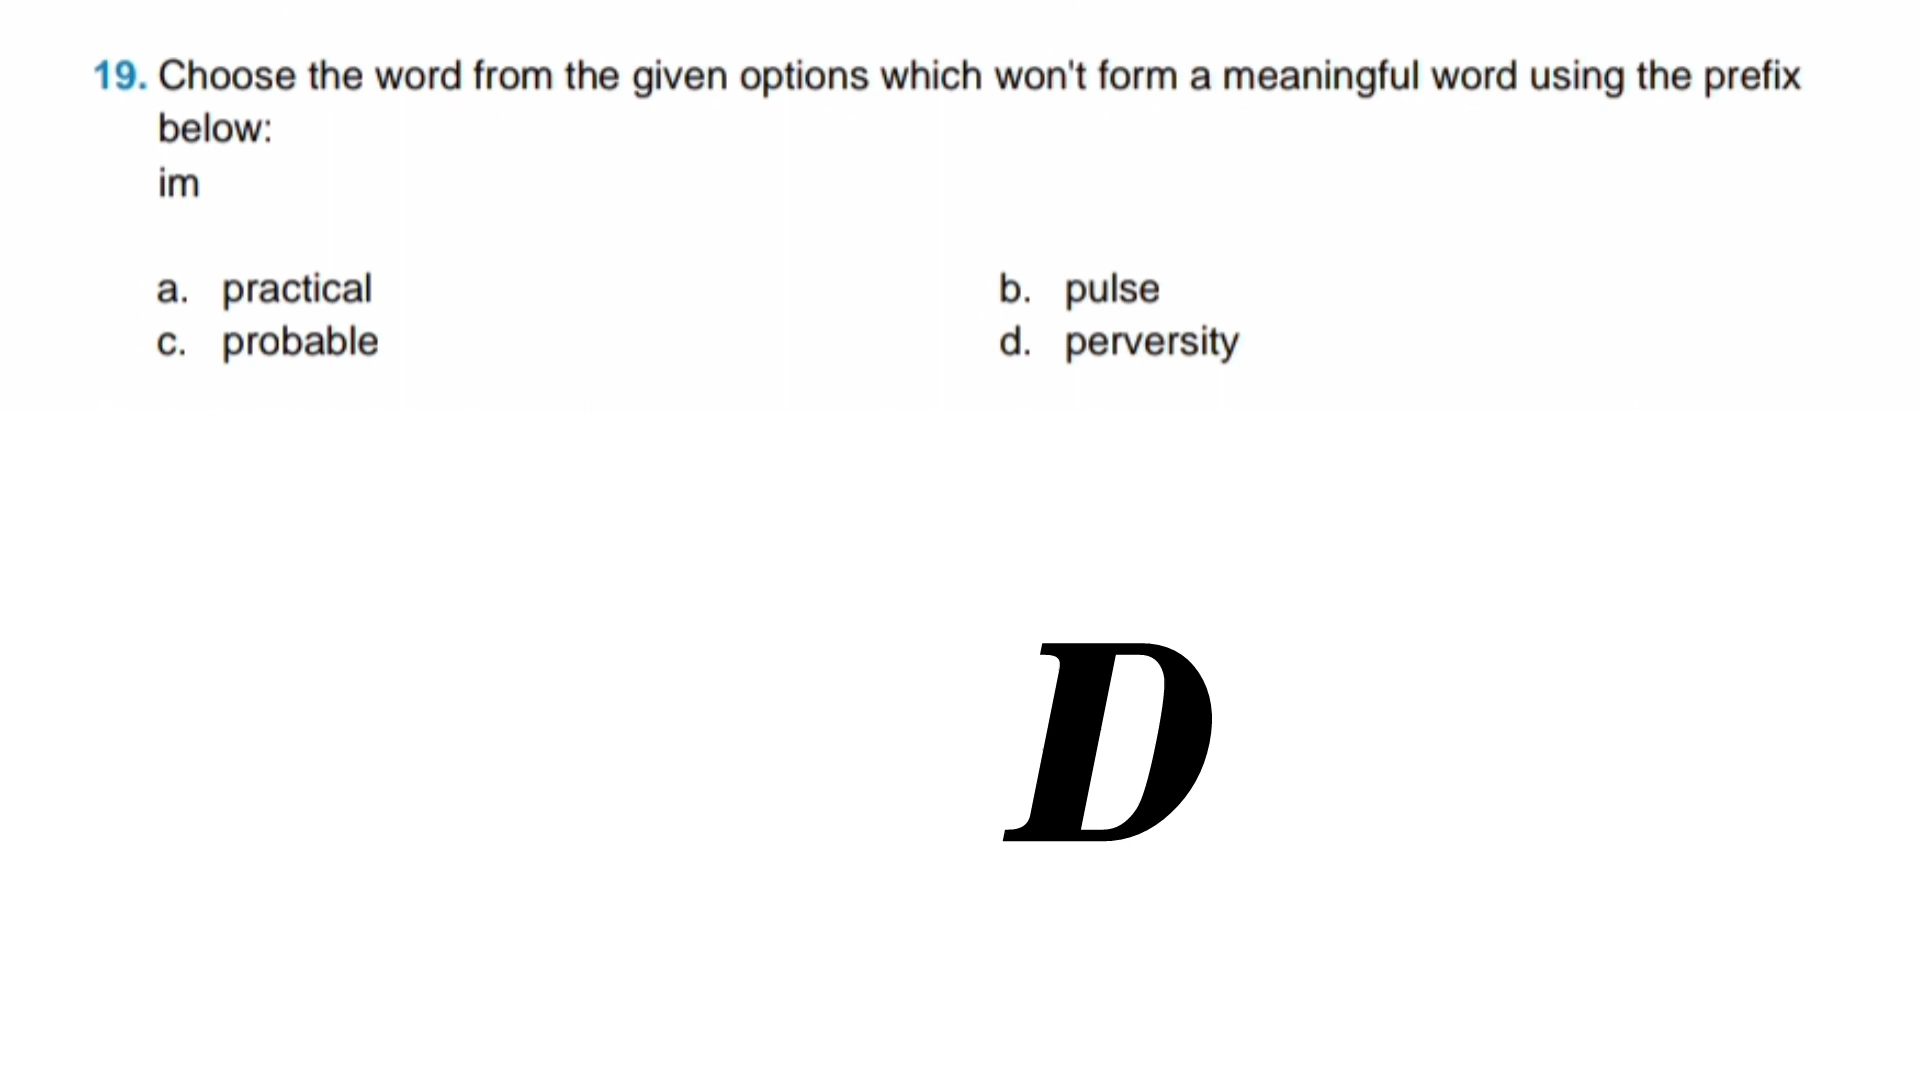 19. Choose the word from the given options which won't form a meaningful word using the prefix
below:
im
a. practical b. pulse
c. probable d. perversity
D